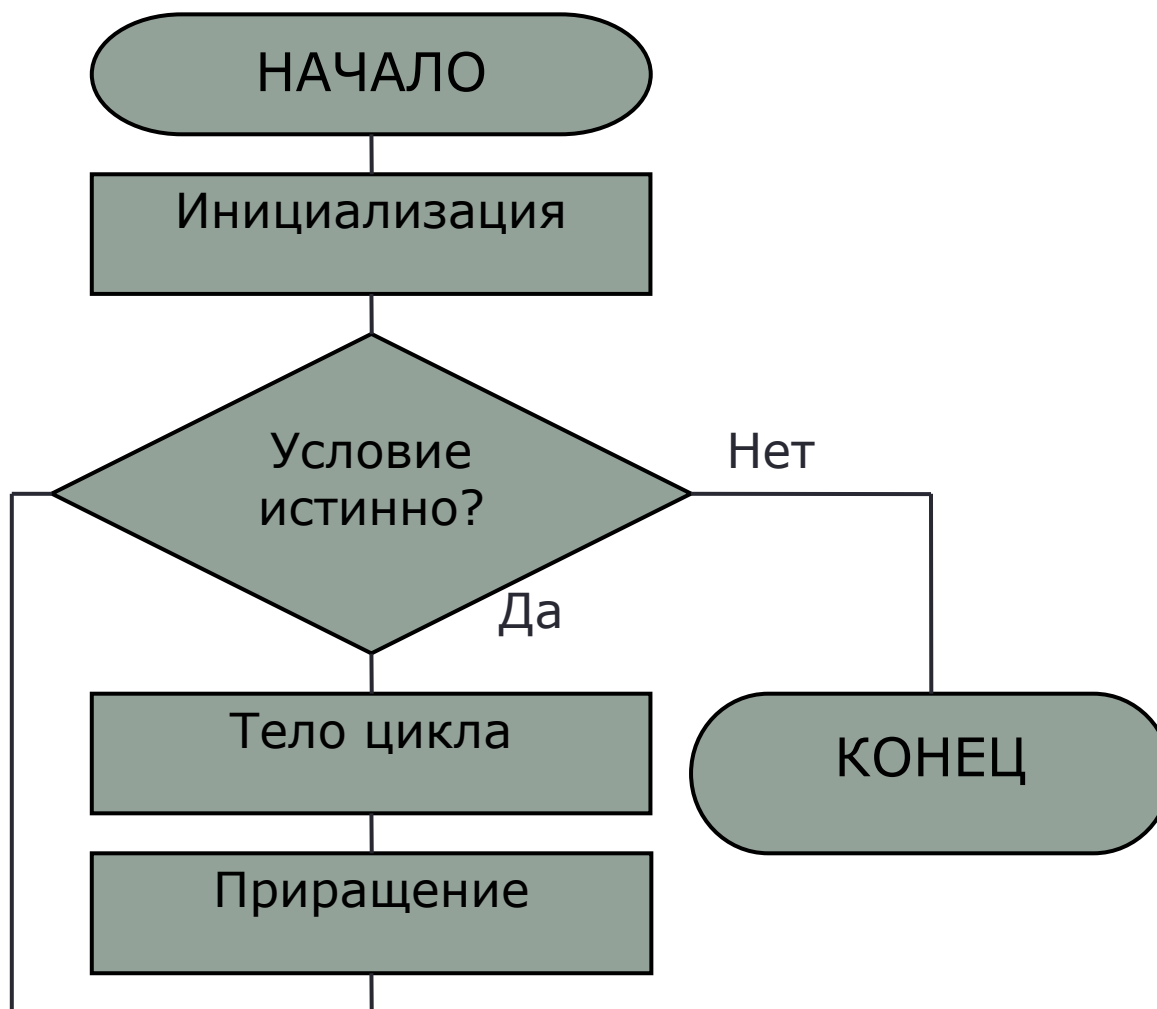 НАЧАЛО
Инициализация
Условие
истинно?
Нет
Да
Тело цикла
КОНЕЦ
Приращение